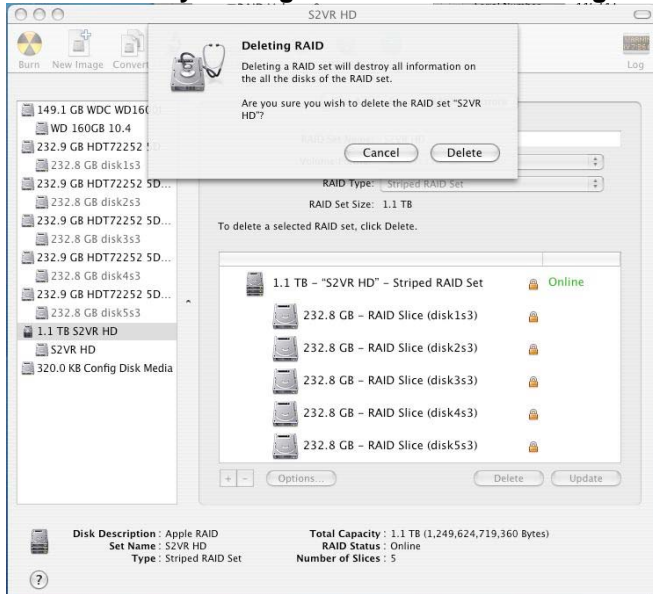 S2VR HD
Burn
New Image
Convert
Log
Deleting RAID
Deleting a RAID set will destroy all information on
the all the disks of the RAID set.
Are you sure you wish to delete the RAID set "S2VR
HD"?
Cancel
Delete
149.1 GB WDC WD160
WD 160GB 10.4
232.9 GB HDT72252
232.8 GB disk1s3
232.9 GB HDT72252 5D...
232.8 GB disk2s3
232.9 GB HDT72252 5D...
232.8 GB disk3s3
232.9 GB HDT72252 5D...
232.8 GB disk4s3
232.9 GB HDT72252 5D...
232.8 GB disk5s3
1.1 TB S2VR HD
S2VR HD
320.0 KB Config Disk Media
RAID Type: Striped RAID Set
RAID Set Size: 1.1 TB
To delete a selected RAID set, click Delete.
1.1 TB – "S2VR HD" – Striped RAID Set
Online
232.8 GB – RAID Slice (disk1s3)
232.8 GB – RAID Slice (disk2s3)
232.8 GB – RAID Slice (disk3s3)
232.8 GB – RAID Slice (disk4s3)
232.8 GB – RAID Slice (disk5s3)
+ - Options... Delete Update
Disk Description : Apple RAID
Set Name : S2VR HD
Type : Striped RAID Set
Total Capacity : 1.1 TB (1,249,624,719,360 Bytes)
RAID Status : Online
Number of Slices : 5
?